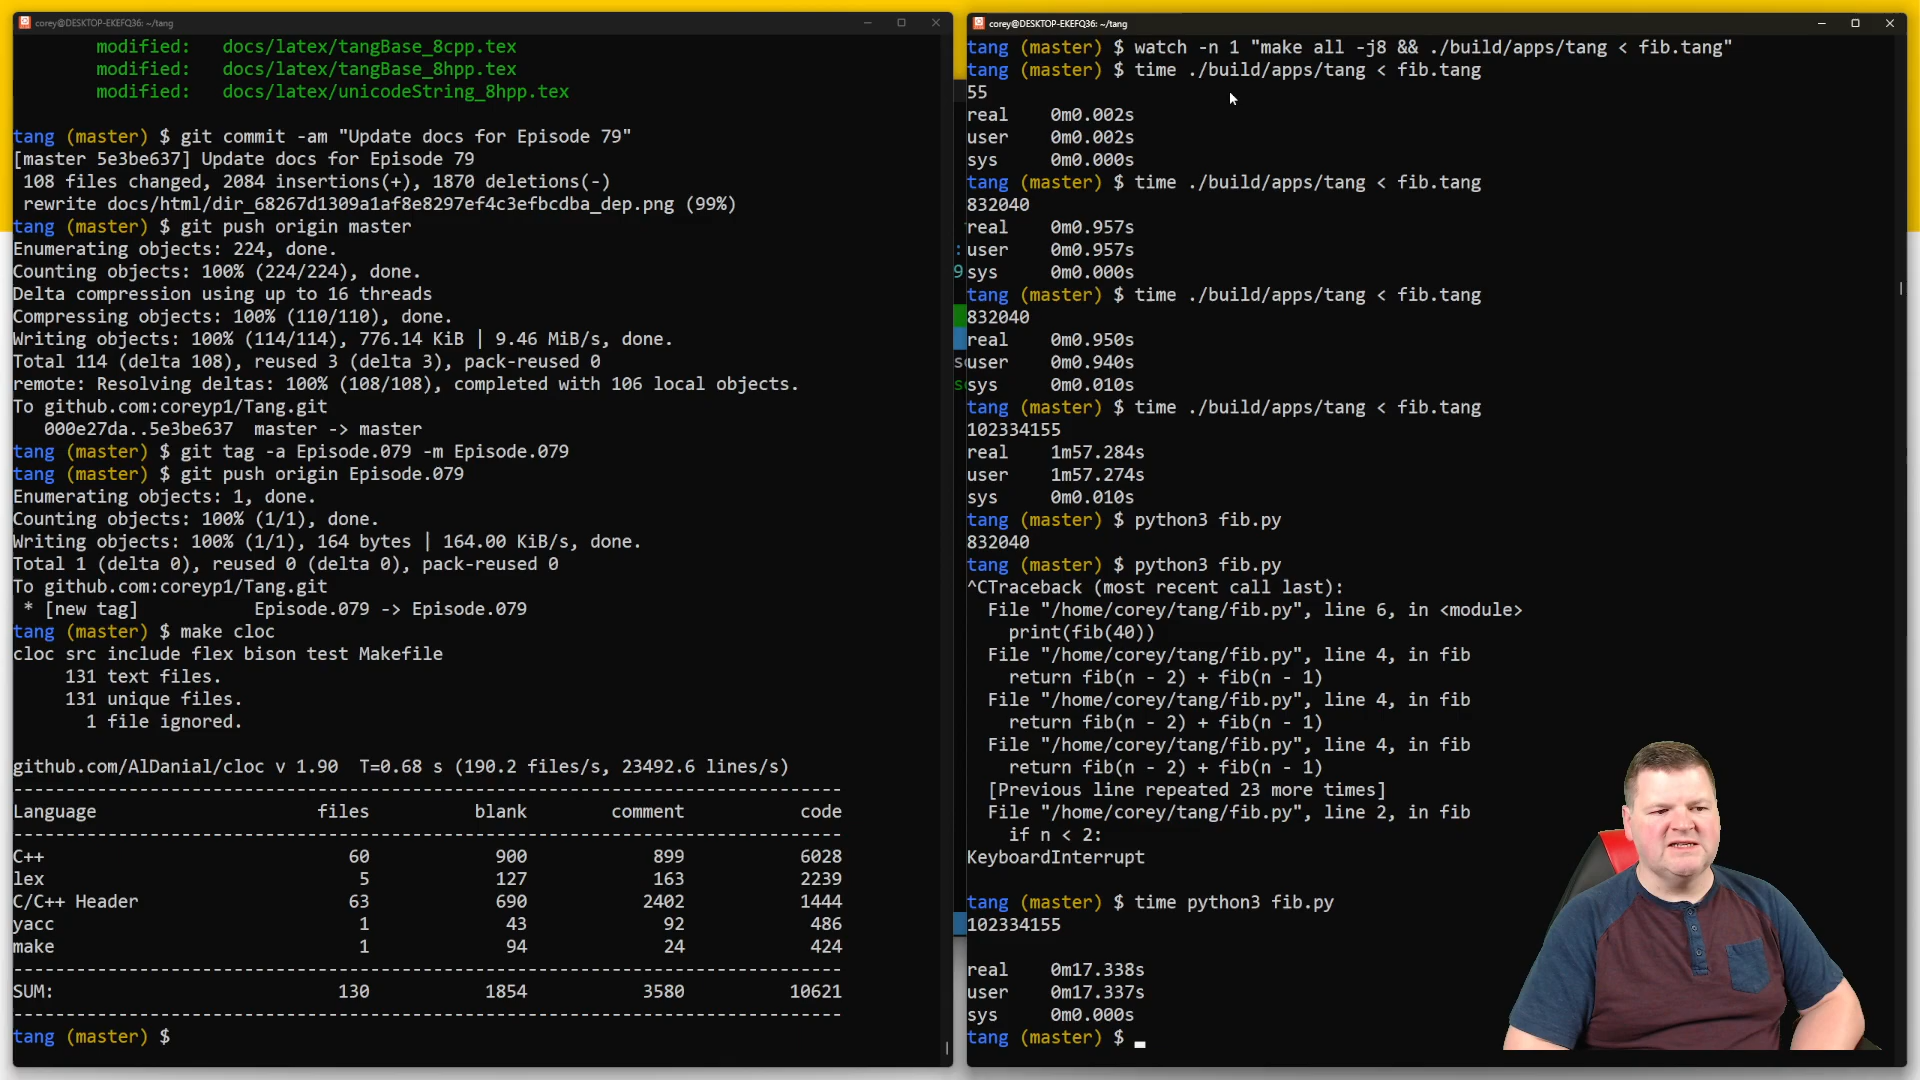 corey@DESKTOP-EKEFQ36: ~/tang
modified:   docs/latex/tangBase_8cpp.tex
modified:   docs/latex/tangBase_8hpp.tex
modified:   docs/latex/unicodeString_8hpp.tex
tang (master) $ git commit -am "Update docs for Episode 79"
[master 5e3be637] Update docs for Episode 79
108 files changed, 2084 insertions(+), 1870 deletions(-)
rewrite docs/html/dir_68267d1309a1af8e8297ef4c3efbcdba_dep.png (99%)
tang (master) $ git push origin master
Enumerating objects: 224, done.
Counting objects: 100% (224/224), done.
Delta compression using up to 16 threads
Compressing objects: 100% (110/110), done.
Writing objects: 100% (114/114), 776.14 KiB | 9.46 MiB/s, done.
Total 114 (delta 108), reused 3 (delta 3), pack-reused 0
remote: Resolving deltas: 100% (108/108), completed with 106 local objects.
To github.com:coreyp1/Tang.git
000e27da..5e3be637  master -> master
tang (master) $ git tag -a Episode.079 -m Episode.079
tang (master) $ git push origin Episode.079
Enumerating objects: 1, done.
Counting objects: 100% (1/1), done.
Writing objects: 100% (1/1), 164 bytes | 164.00 KiB/s, done.
Total 1 (delta 0), reused 0 (delta 0), pack-reused 0
To github.com:coreyp1/Tang.git
* [new tag]           Episode.079 -> Episode.079
tang (master) $ make cloc
cloc src include flex bison test Makefile
131 text files.
131 unique files.
1 file ignored.
github.com/AlDanial/cloc v 1.90  T=0.68 s (190.2 files/s, 23492.6 lines/s)
-------------------------------------------------------------------------------
Language                     files          blank        comment           code
-------------------------------------------------------------------------------
C++                             60            900            899           6028
lex                              5            127            163           2239
C/C++ Header                    63            690           2402           1444
yacc                             1             43             92            486
make                             1             94             24            424
-------------------------------------------------------------------------------
SUM:                           130           1854           3580          10621
-------------------------------------------------------------------------------
tang (master) $
corey@DESKTOP-EKEFQ36: ~/tang
tang (master) $ watch -n 1 "make all -j8 && ./build/apps/tang < fib.tang"
tang (master) $ time ./build/apps/tang < fib.tang
55
real    0m0.002s
user    0m0.002s
sys     0m0.000s
tang (master) $ time ./build/apps/tang < fib.tang
832040
real    0m0.957s
user    0m0.957s
sys     0m0.000s
tang (master) $ time ./build/apps/tang < fib.tang
832040
real    0m0.950s
user    0m0.940s
sys     0m0.010s
tang (master) $ time ./build/apps/tang < fib.tang
102334155
real    1m57.284s
user    1m57.274s
sys     0m0.010s
tang (master) $ python3 fib.py
832040
tang (master) $ python3 fib.py
^CTraceback (most recent call last):
File "/home/corey/tang/fib.py", line 6, in <module>
print(fib(40))
File "/home/corey/tang/fib.py", line 4, in fib
return fib(n - 2) + fib(n - 1)
File "/home/corey/tang/fib.py", line 4, in fib
return fib(n - 2) + fib(n - 1)
File "/home/corey/tang/fib.py", line 4, in fib
return fib(n - 2) + fib(n - 1)
[Previous line repeated 23 more times]
File "/home/corey/tang/fib.py", line 2, in fib
if n < 2:
KeyboardInterrupt
tang (master) $ time python3 fib.py
102334155
real    0m17.338s
user    0m17.337s
sys     0m0.000s
tang (master) $